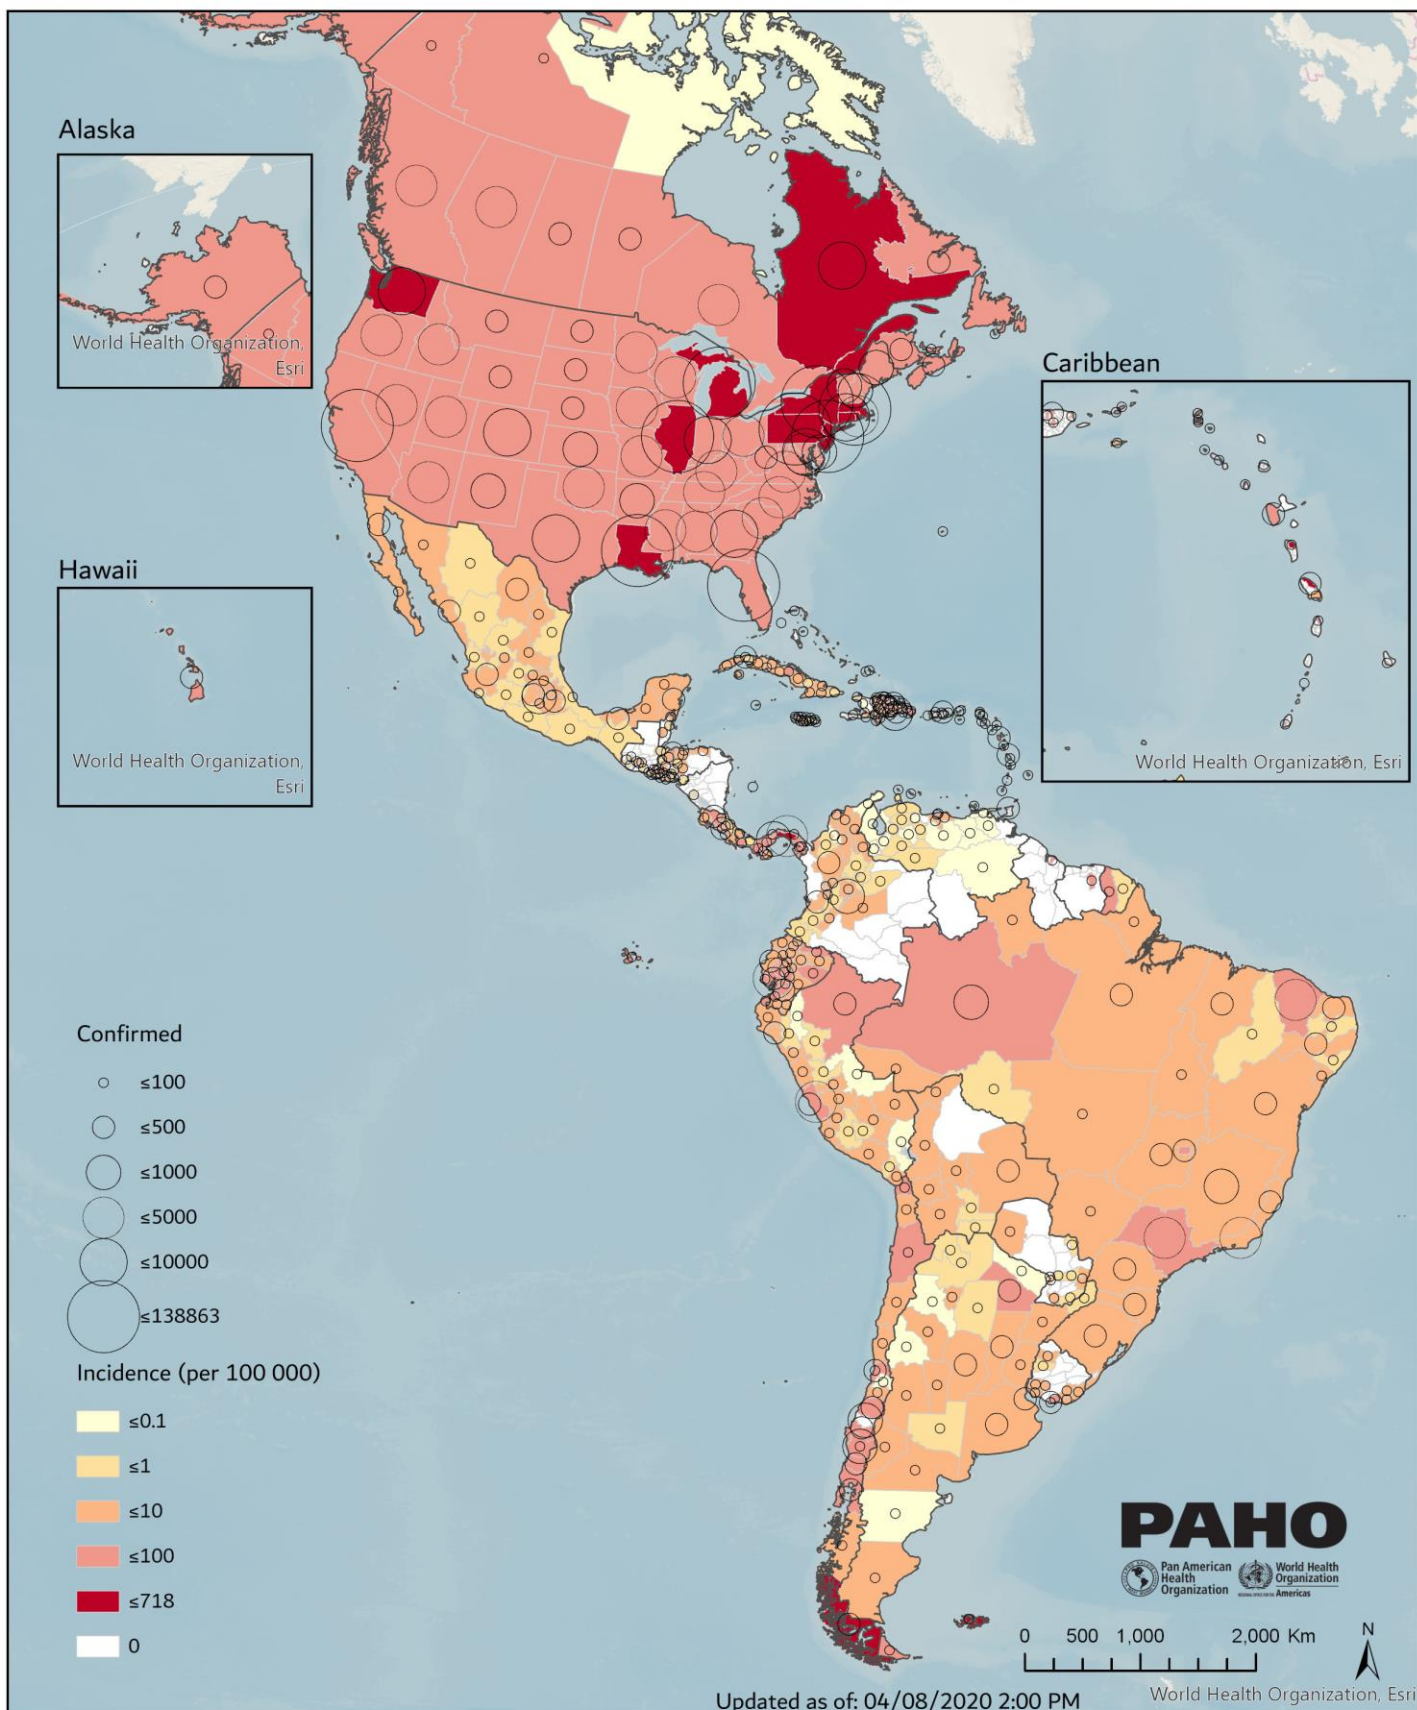 Alaska
World Health Organization,
Esri
Caribbean
World Health Organization, Esri
Hawaii
World Health Organization,
Esri
Confirmed
≤100
≤500
≤1000
≤5000
≤10000
≤138863
Incidence (per 100 000)
≤0.1
≤1
≤10
≤100
≤718
0
PAHO
Pan American
Health
Organization
World Health
Organization
Americas
0 500 1,000 2,000 Km
N
Updated as of: 04/08/2020 2:00 PM
World Health Organization, Esri